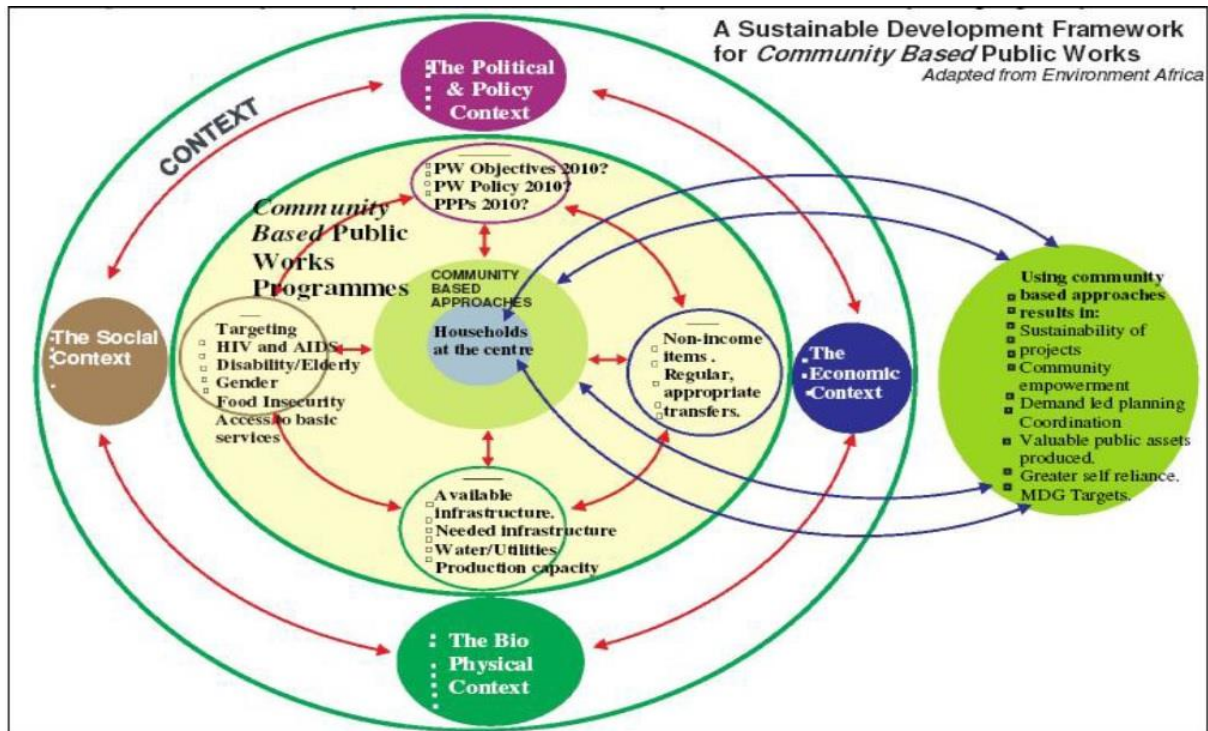 A Sustainable Development Framework
for Community Based Public Works
Adapted from Environment Africa
CONTEXT
The Political
& Policy
Context
Community
Based Public
Works
Programmes
PW Objectives 2010?
PW Policy 2010?
PPPs 2010?
COMMUNITY
BASED
APPROACHES
Households
at the centre
The Social
Context
Targeting
HIV and AIDS
Disability/Elderly
Gender
Food Insecurity
Access to basic
services
Non-income
items .
Regular,
appropriate
transfers.
The
Economic
Context
Available
infrastructure.
Needed infrastructure
Water/Utilities
Production capacity
The Bio
Physical
Context
Using community
based approaches
results in:
Sustainability of
projects
Community
empowerment
Demand led planning
Coordination
Valuable public assets
produced.
Greater self reliance.
MDG Targets.